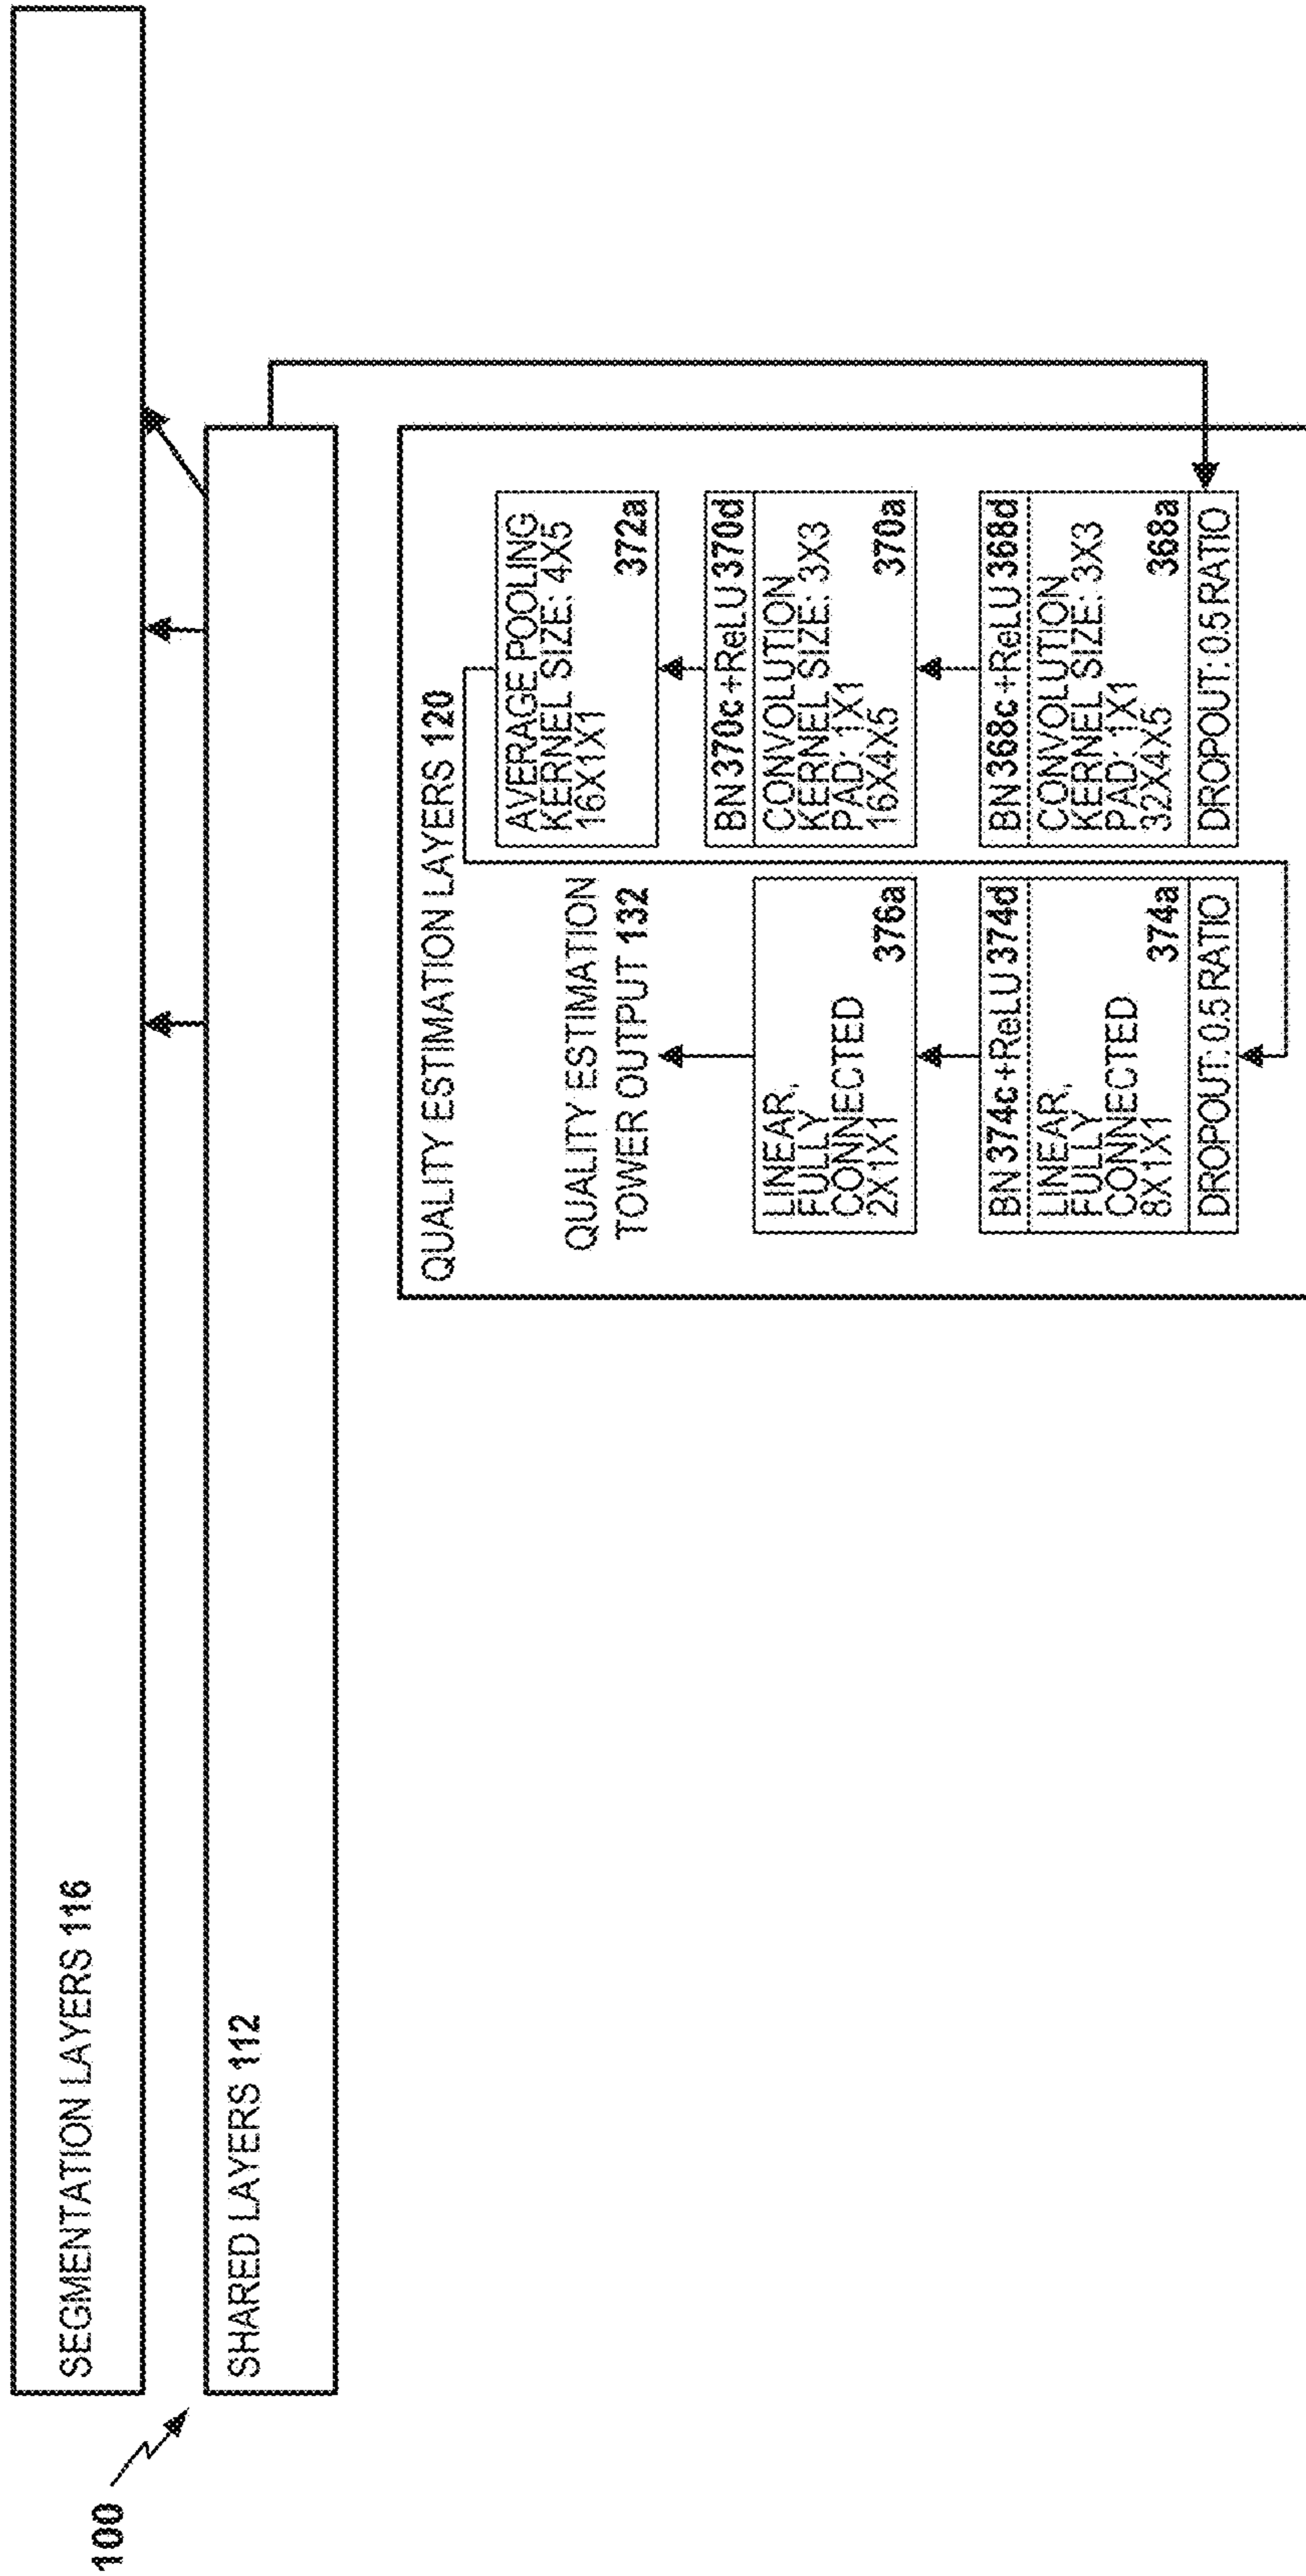 100
SEGMENTATION LAYERS 116
SHARED LAYERS 112
QUALITY ESTIMATION LAYERS 120
QUALITY ESTIMATION
TOWER OUTPUT 132
LINEAR,
FULLY
CONNECTED
2X1X1
376a
BN 374c +ReLU 374d
LINEAR,
FULLY
CONNECTED
8X1X1
374a
DROPOUT: 0.5 RATIO
AVERAGE POOLING
KERNEL SIZE: 4X5
16X1X1
372a
BN 370c +ReLU 370d
CONVOLUTION
KERNEL SIZE: 3X3
PAD: 1X1
16X4X5
370a
BN 368c +ReLU 368d
CONVOLUTION
KERNEL SIZE: 3X3
PAD: 1X1
32X4X5
368a
DROPOUT: 0.5 RATIO